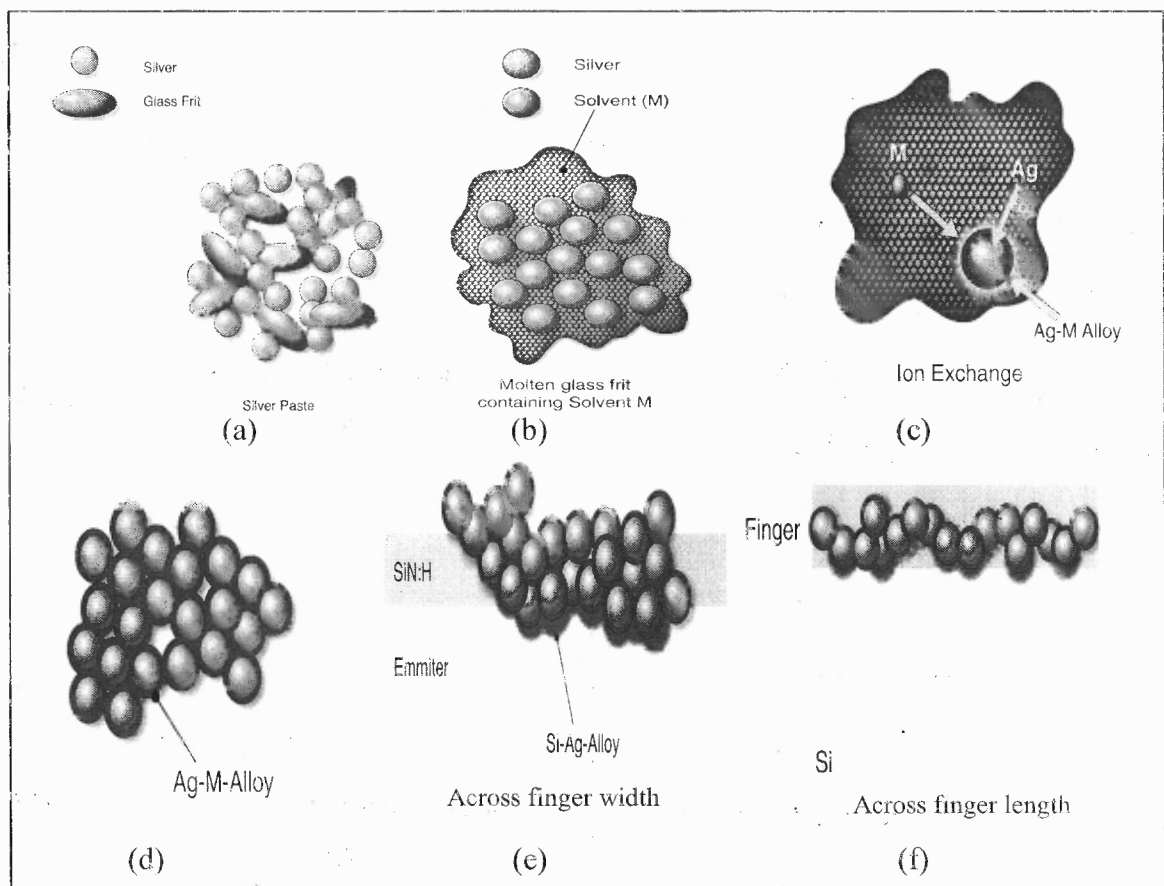 Silver
Glass Frit
Silver Paste
(a)
Silver
Solvent (M)
Molten glass frit
containing Solvent M
(b)
M
Ag
Ag-M Alloy
Ion Exchange
(c)
Ag-M-Alloy
(d)
SiN:H
Emmiter
Si-Ag-Alloy
Across finger width
(e)
Finger
Si
Across finger length
(f)